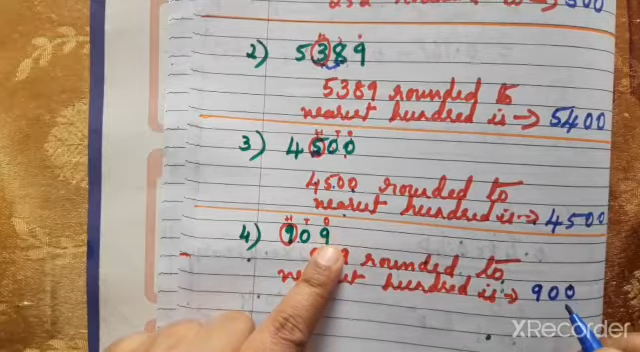 500
2) 5389
H T O
5389 rounded to
nearest hundred is → 5400
3) 4500
H T O
4500 rounded to
nearest hundred is → 4500
4) 909
H T O
rounded to
nearest hundred is → 900
XRecorder